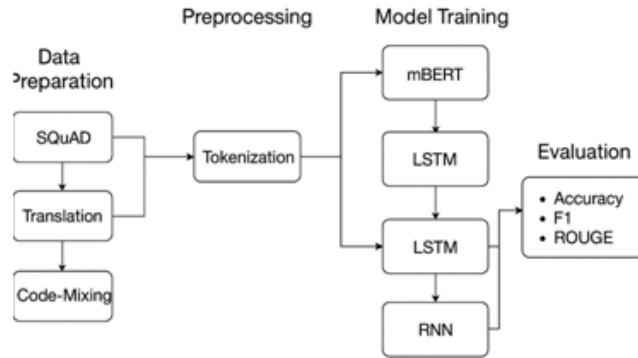 Preprocessing
Model Training
Data
Preparation
mBERT
SQuAD
Tokenization
LSTM
Evaluation
Translation
LSTM
• Accuracy
• F1
• ROUGE
Code-Mixing
RNN